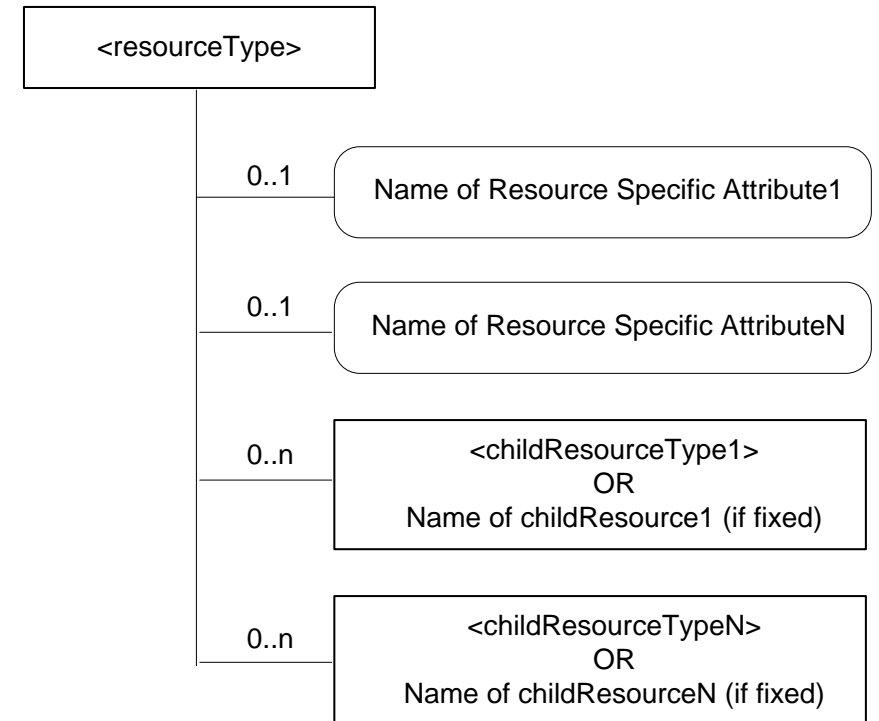 <resourceType>
0..1
Name of Resource Specific Attribute1
0..1
Name of Resource Specific AttributeN
0..n
<childResourceType1>
OR
Name of childResource1 (if fixed)
0..n
<childResourceTypeN>
OR
Name of childResourceN (if fixed)